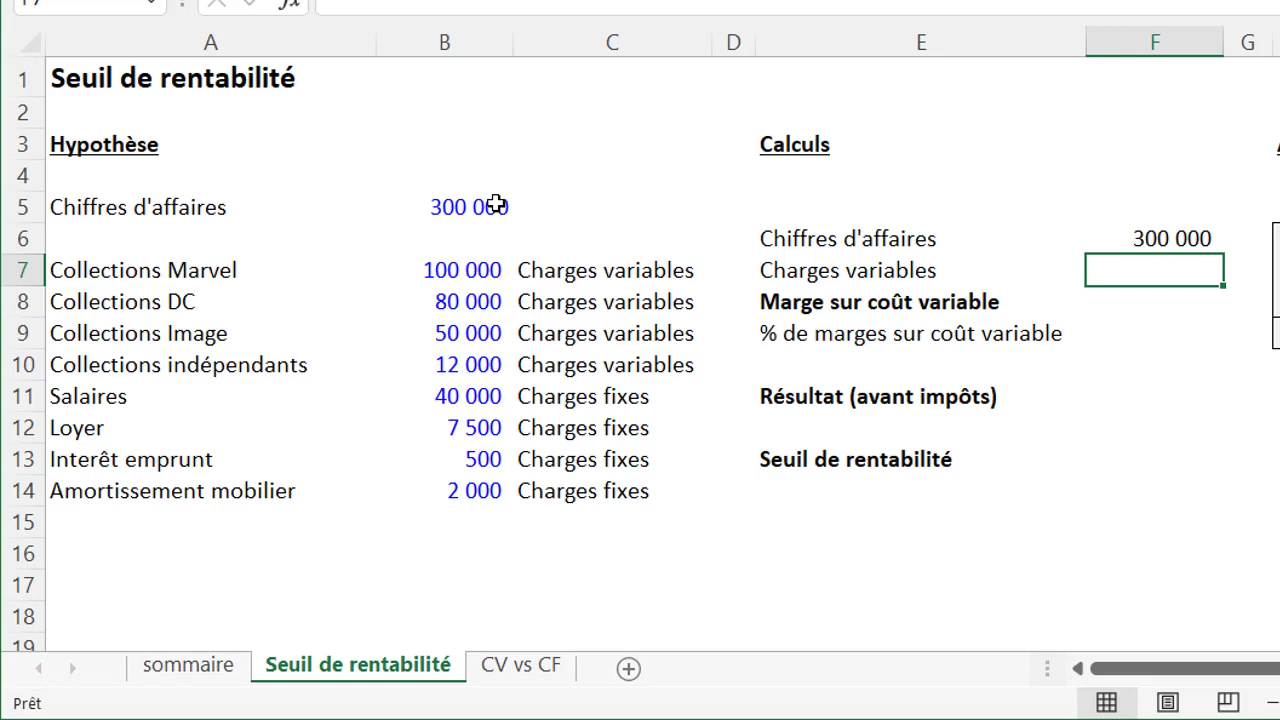 fx
A B C D E F G
1 Seuil de rentabilité
2
3 Hypothèse Calculs
4
5 Chiffres d'affaires 300 000
6 Chiffres d'affaires 300 000
7 Collections Marvel 100 000 Charges variables Charges variables
8 Collections DC 80 000 Charges variables Marge sur coût variable
9 Collections Image 50 000 Charges variables % de marges sur coût variable
10 Collections indépendants 12 000 Charges variables
11 Salaires 40 000 Charges fixes Résultat (avant impôts)
12 Loyer 7 500 Charges fixes
13 Interêt emprunt 500 Charges fixes Seuil de rentabilité
14 Amortissement mobilier 2 000 Charges fixes
15
16
17
18
19
sommaire Seuil de rentabilité CV vs CF
Prêt